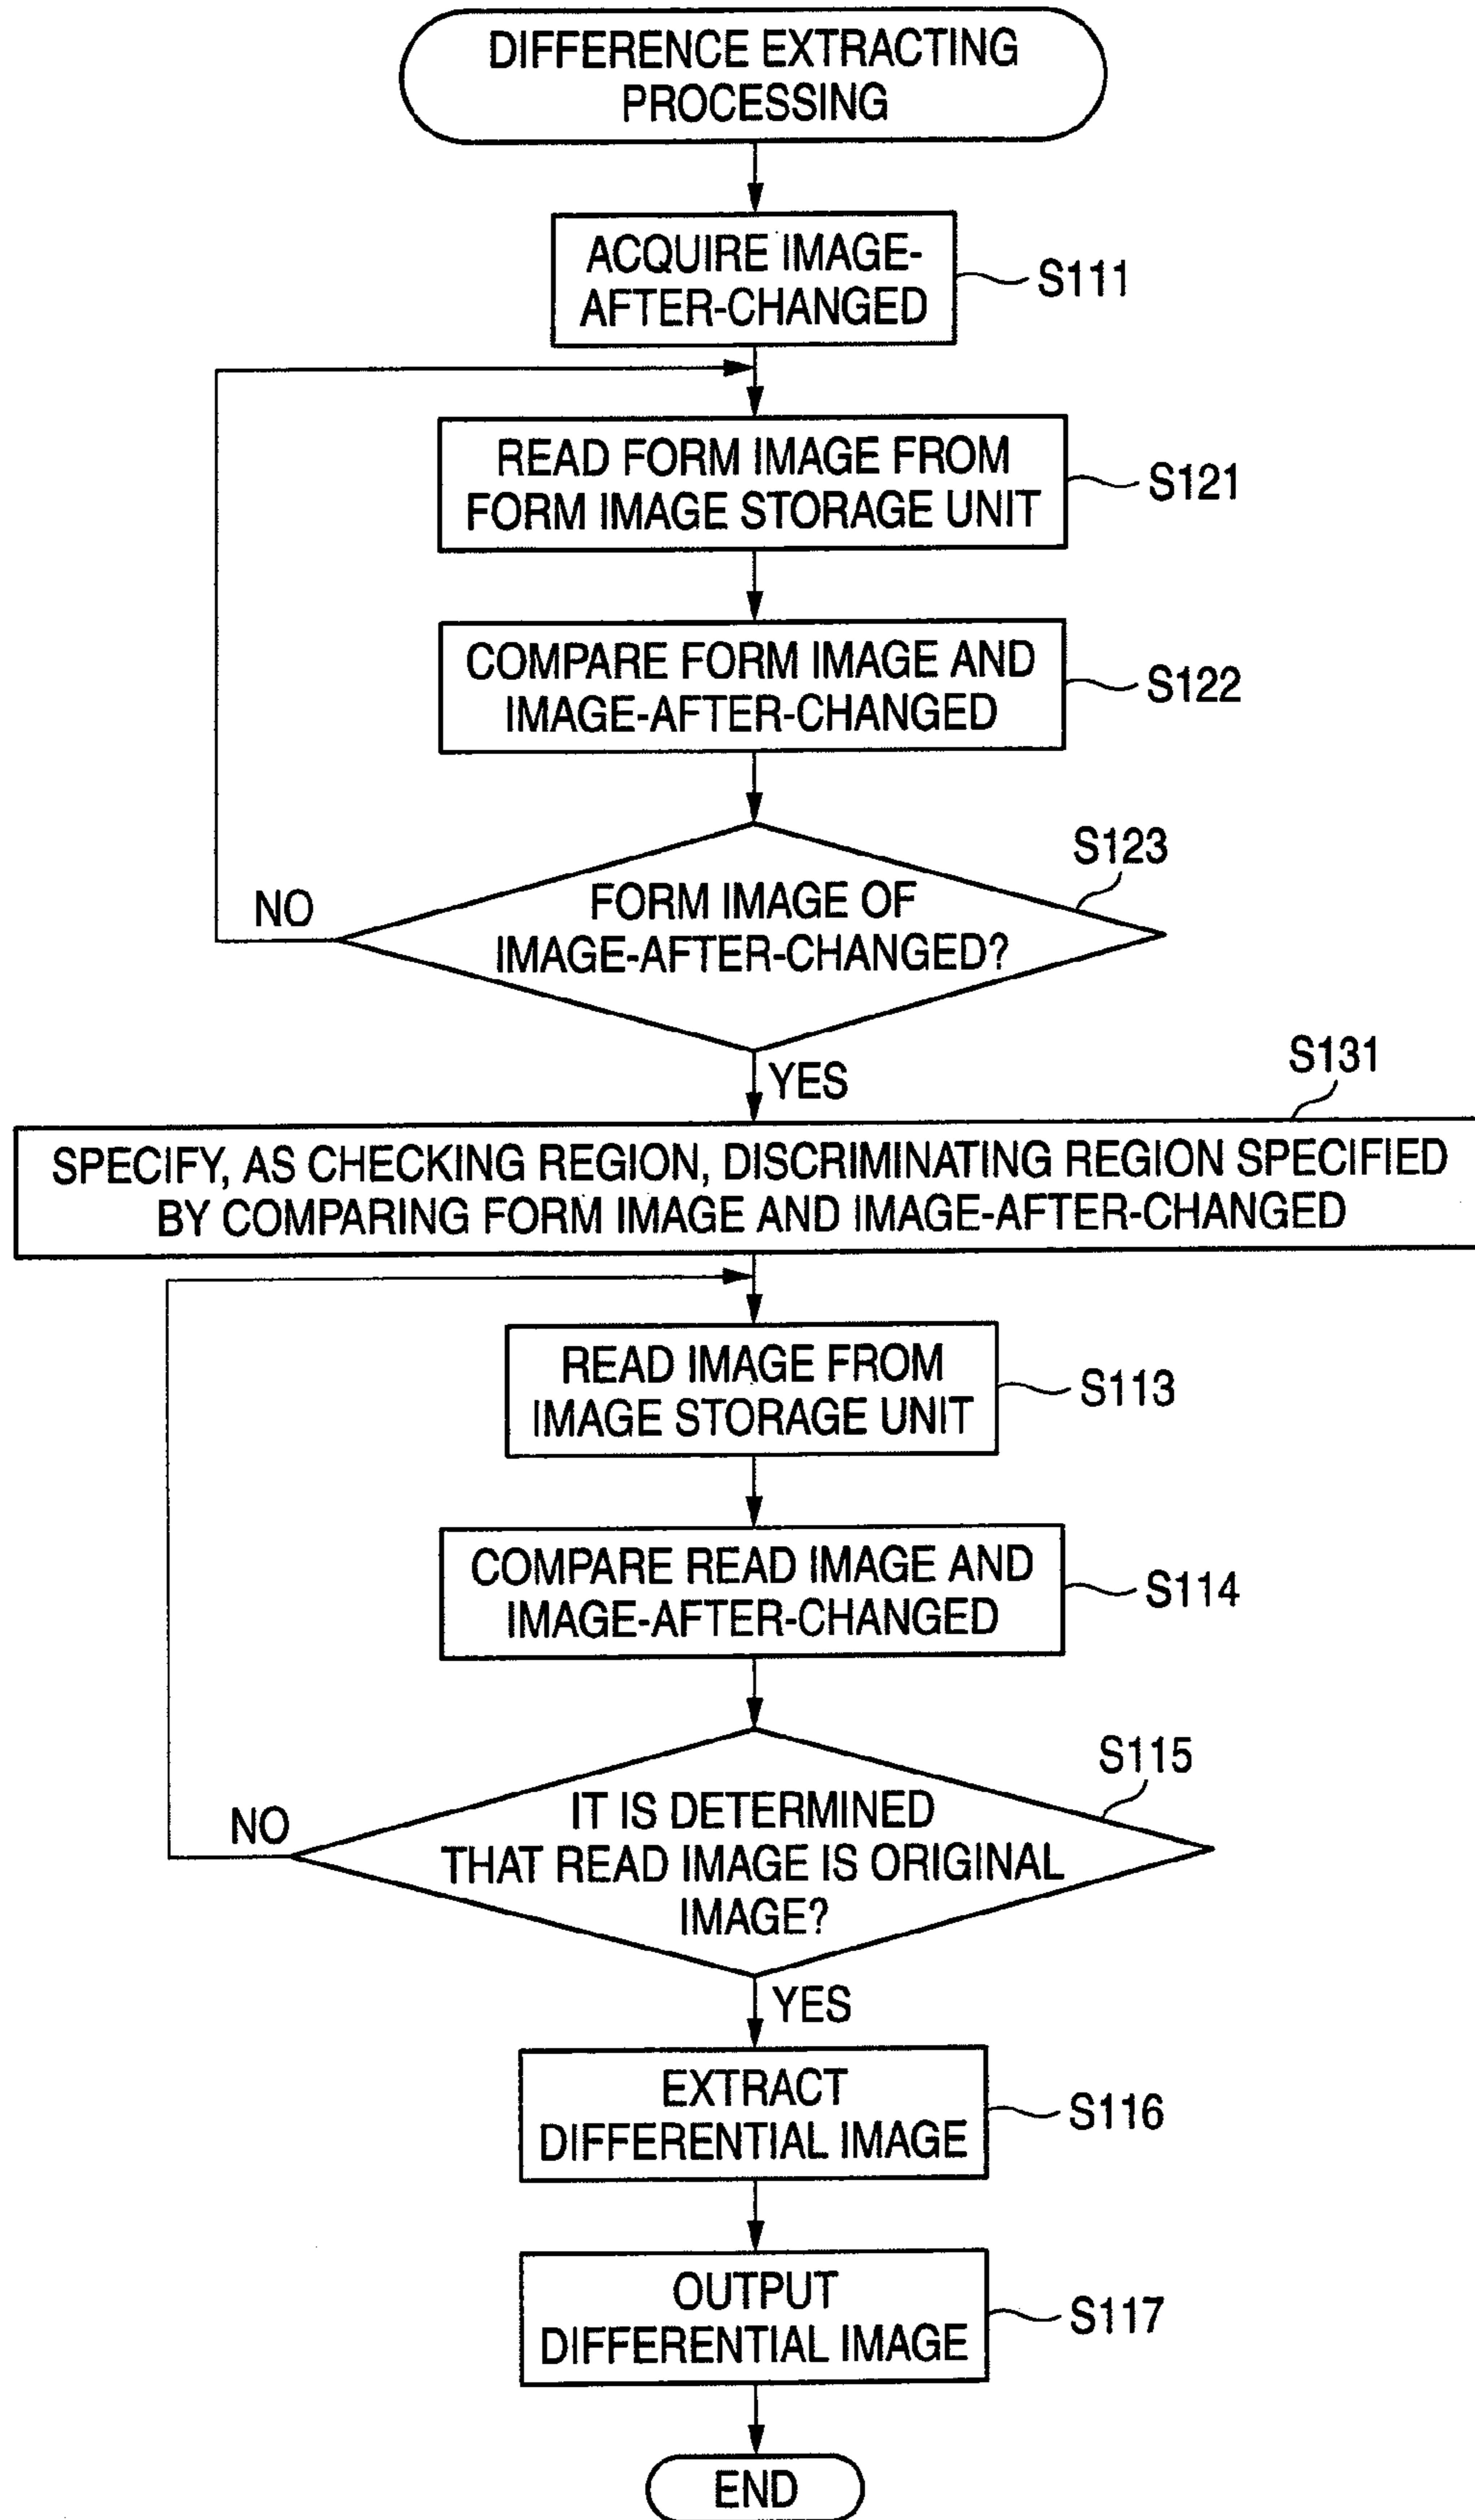 DIFFERENCE EXTRACTING
PROCESSING
ACQUIRE IMAGE-
AFTER-CHANGED
S111
READ FORM IMAGE FROM
FORM IMAGE STORAGE UNIT
S121
COMPARE FORM IMAGE AND
IMAGE-AFTER-CHANGED
S122
S123
NO
FORM IMAGE OF
IMAGE-AFTER-CHANGED?
YES
S131
SPECIFY, AS CHECKING REGION, DISCRIMINATING REGION SPECIFIED
BY COMPARING FORM IMAGE AND IMAGE-AFTER-CHANGED
READ IMAGE FROM
IMAGE STORAGE UNIT
S113
COMPARE READ IMAGE AND
IMAGE-AFTER-CHANGED
S114
S115
NO
IT IS DETERMINED
THAT READ IMAGE IS ORIGINAL
IMAGE?
YES
EXTRACT
DIFFERENTIAL IMAGE
S116
OUTPUT
DIFFERENTIAL IMAGE
S117
END